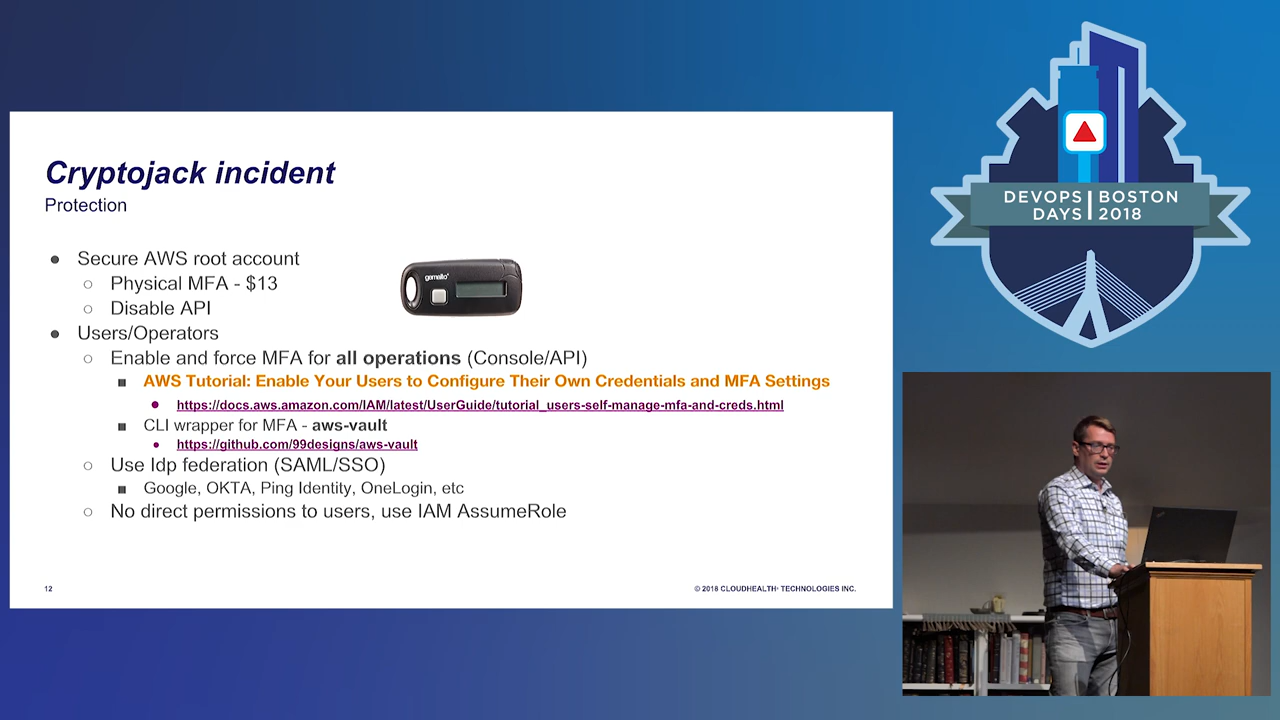 Cryptojack incident
Protection
● Secure AWS root account
○ Physical MFA - $13
○ Disable API
gemalto
● Users/Operators
○ Enable and force MFA for all operations (Console/API)
■ AWS Tutorial: Enable Your Users to Configure Their Own Credentials and MFA Settings
● https://docs.aws.amazon.com/IAM/latest/UserGuide/tutorial_users-self-manage-mfa-and-creds.html
■ CLI wrapper for MFA - aws-vault
● https://github.com/99designs/aws-vault
○ Use Idp federation (SAML/SSO)
■ Google, OKTA, Ping Identity, OneLogin, etc
○ No direct permissions to users, use IAM AssumeRole
12
© 2018 CLOUDHEALTH® TECHNOLOGIES INC.
DEVOPS | BOSTON
DAYS | 2018